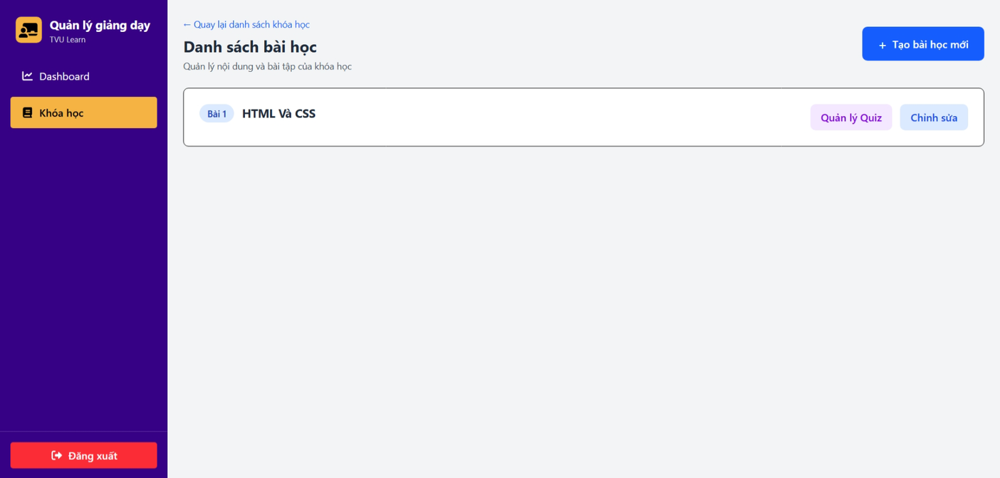 Quản lý giảng dạy
TVU Learn
Dashboard
Khóa học
Đăng xuất
← Quay lại danh sách khóa học
Danh sách bài học
Quản lý nội dung và bài tập của khóa học
+ Tạo bài học mới
Bài 1 HTML Và CSS
Quản lý Quiz
Chỉnh sửa